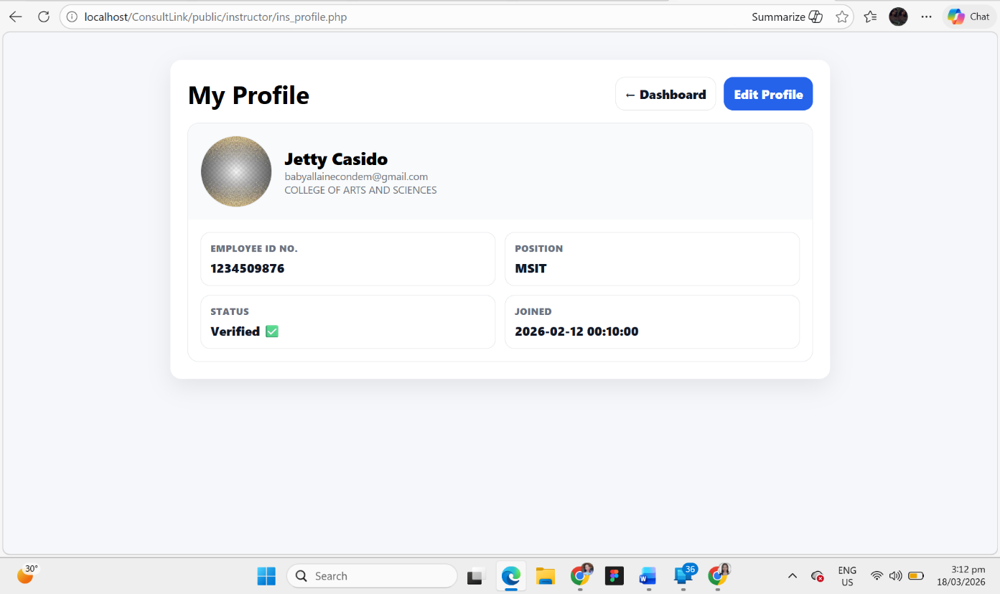 localhost/ConsultLink/public/instructor/ins_profile.php
Summarize
Chat
My Profile
← Dashboard
Edit Profile
Jetty Casido
babyallainecondem@gmail.com
COLLEGE OF ARTS AND SCIENCES
EMPLOYEE ID NO.
1234509876
POSITION
MSIT
STATUS
Verified ✅
JOINED
2026-02-12 00:10:00
30°
Search
W
36
ENG
US
3:12 pm
18/03/2026